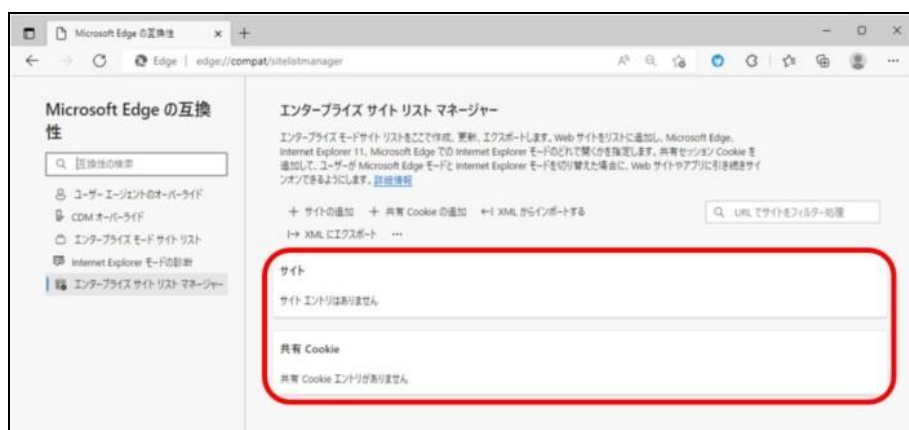 Microsoft Edge の互換性
Edge
edge://compat/sitelistmanager
Microsoft Edge の互換
性
互換性の検索
ユーザー エージェントのオーバーライド
CDM オーバーライド
エンタープライズ モード サイト リスト
Internet Explorer モードの診断
エンタープライズ サイト リスト マネージャー
エンタープライズ サイト リスト マネージャー
エンタープライズ モードサイト リストをここで作成、更新、エクスポートします。Web サイトをリストに追加し、Microsoft Edge、
Internet Explorer 11、Microsoft Edge での Internet Explorer モードのどれで開くかを指定します。共有セッション Cookie を
追加して、ユーザーが Microsoft Edge モードと Internet Explorer モードを切り替えた場合に、Web サイトやアプリに引き続きサイ
ンオンできるようにします。詳細情報
サイトの追加
共有 Cookie の追加
XML からインポートする
URL でサイトをフィルター処理
XML にエクスポート
サイト
サイト エントリはありません
共有 Cookie
共有 Cookie エントリがありません